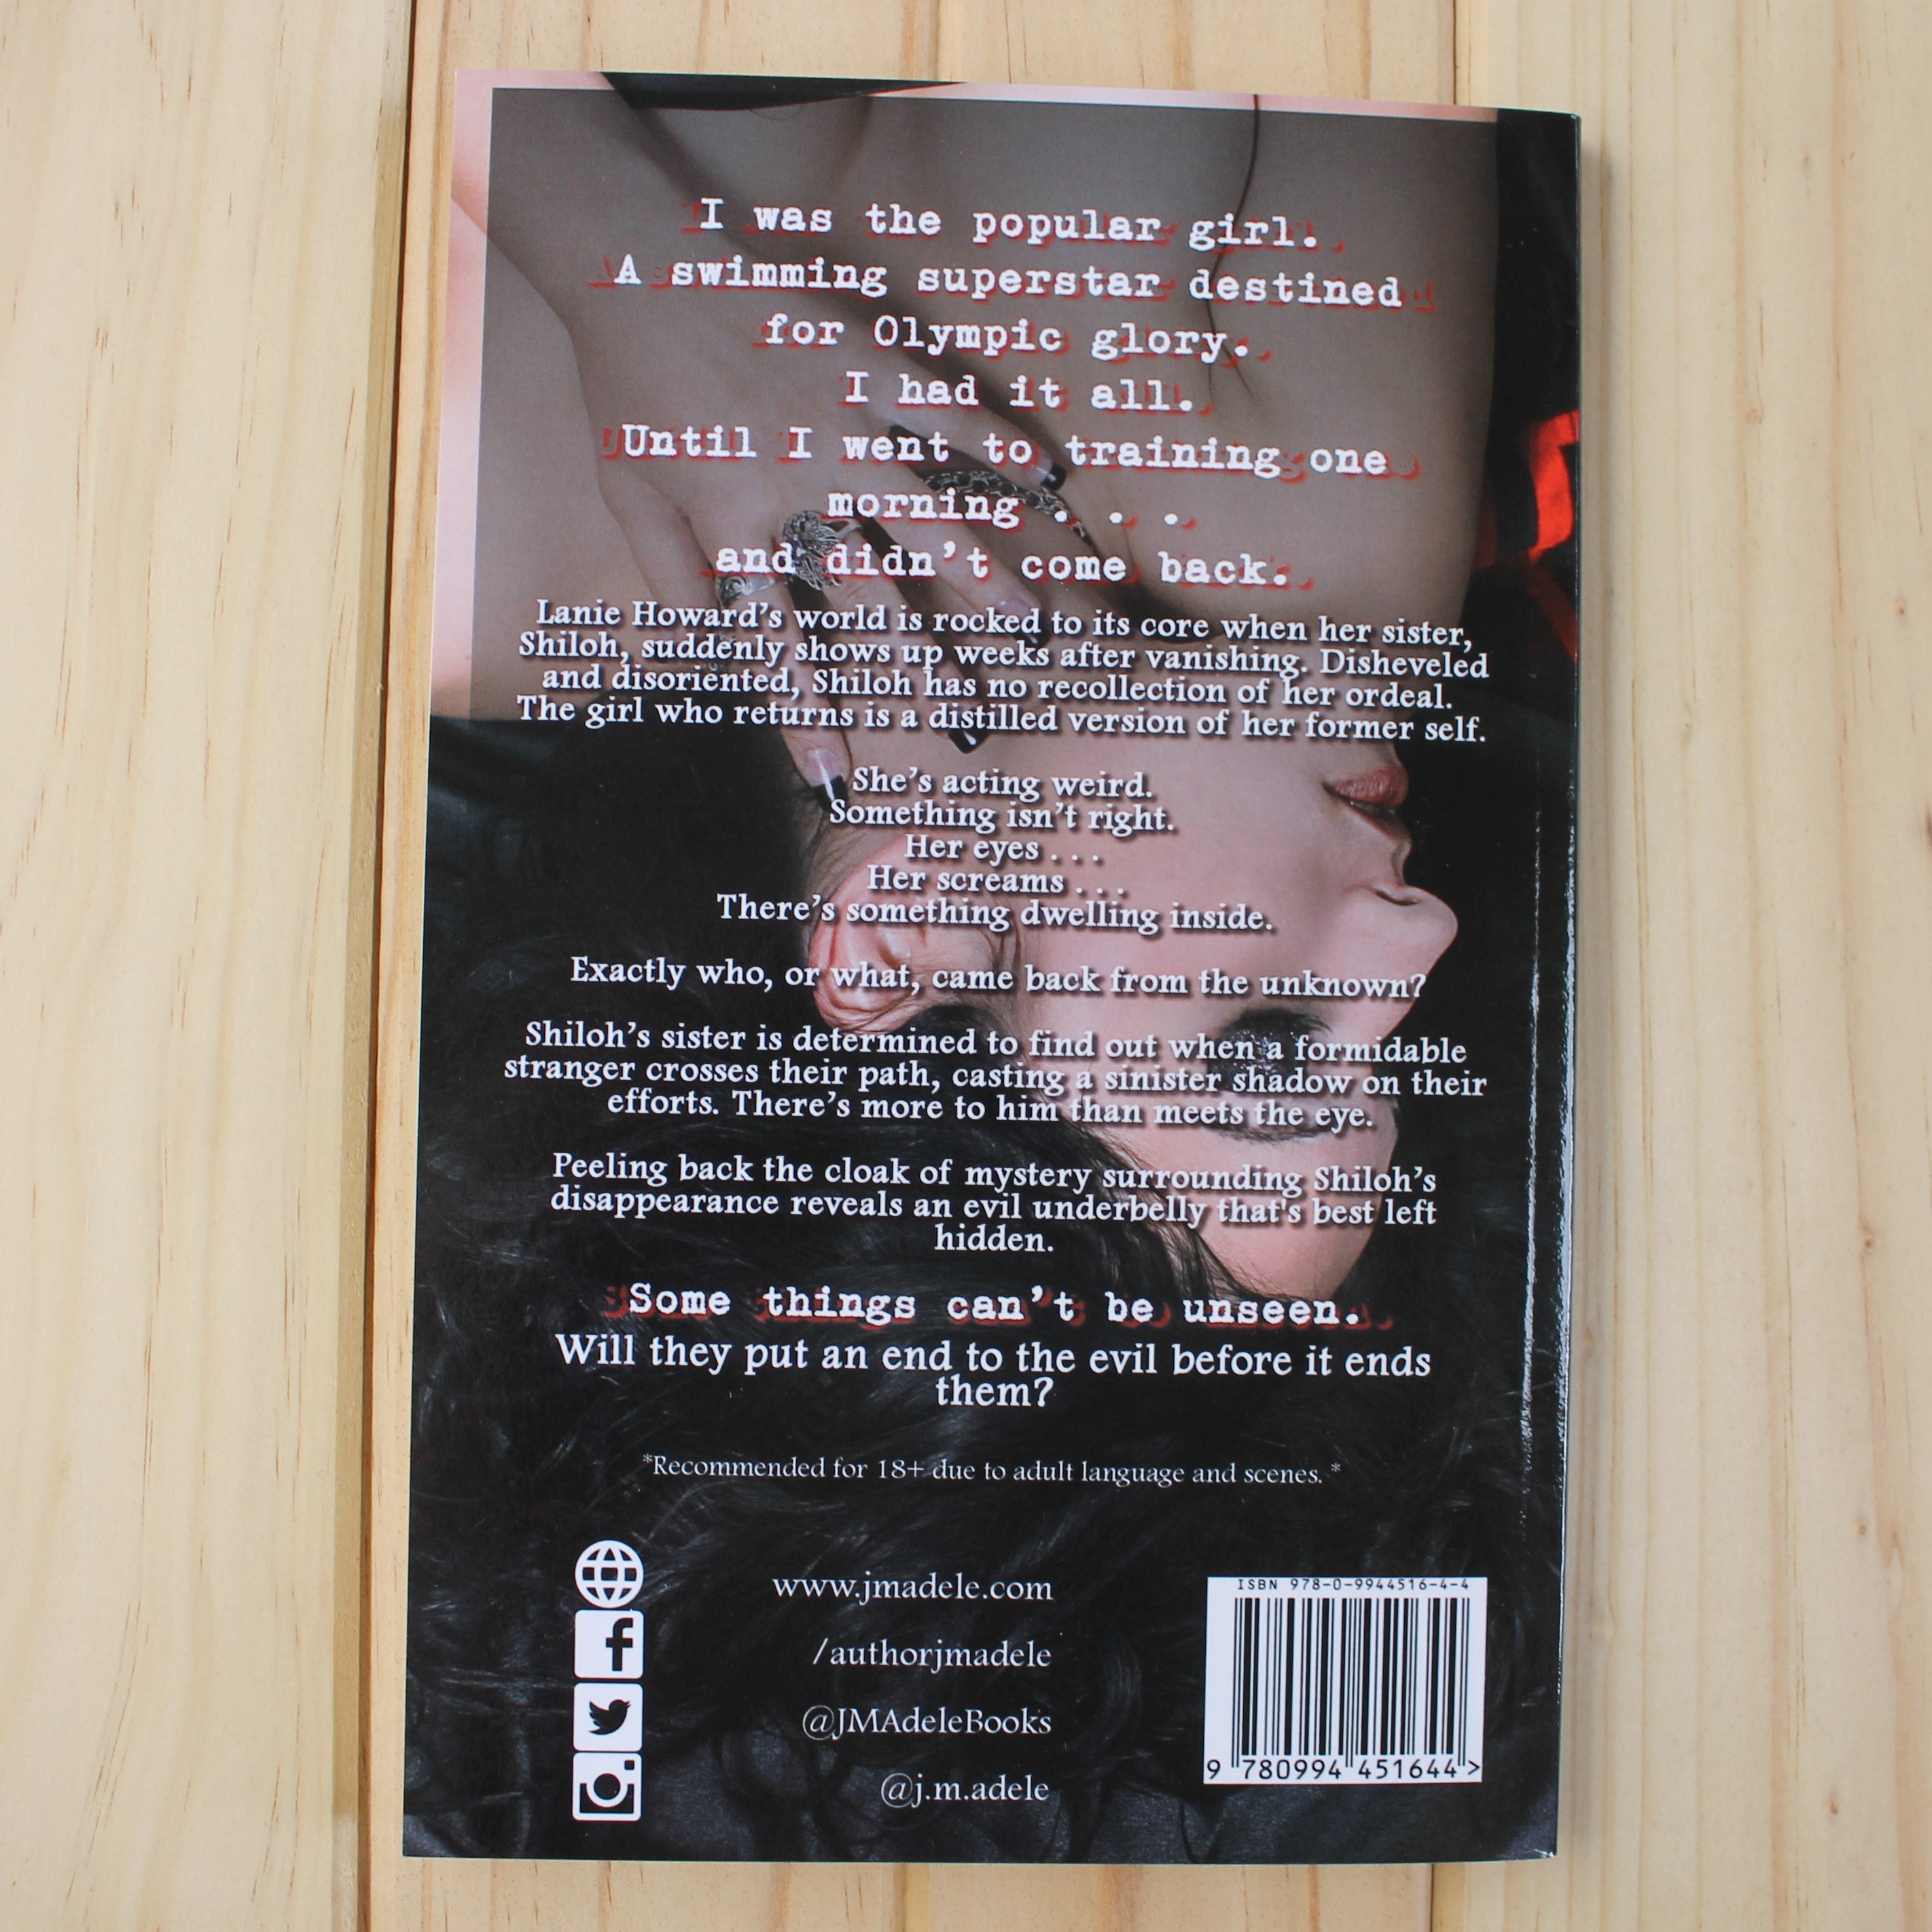 I was the popular girl.
A swimming superstar destined
for Olympic glory.
I had it all.
Until I went to training one
morning . . .
and didn't come back.
Lanie Howard's world is rocked to its core when her sister,
Shiloh, suddenly shows up weeks after vanishing. Disheveled
and disoriented, Shiloh has no recollection of her ordeal.
The girl who returns is a distilled version of her former self.
She's acting weird.
Something isn't right.
Her eyes . . .
Her screams . . .
There's something dwelling inside.
Exactly who, or what, came back from the unknown?
Shiloh's sister is determined to find out when a formidable
stranger crosses their path, casting a sinister shadow on their
efforts. There's more to him than meets the eye.
Peeling back the cloak of mystery surrounding Shiloh's
disappearance reveals an evil underbelly that's best left
hidden.
Some things can't be unseen.
Will they put an end to the evil before it ends
them?
*Recommended for 18+ due to adult language and scenes. *
www.jmadele.com
/authorjmadele
@JMAdeleBooks
@j.m.adele
ISBN 978-0-9944516-4-4
9 780994 451644 >